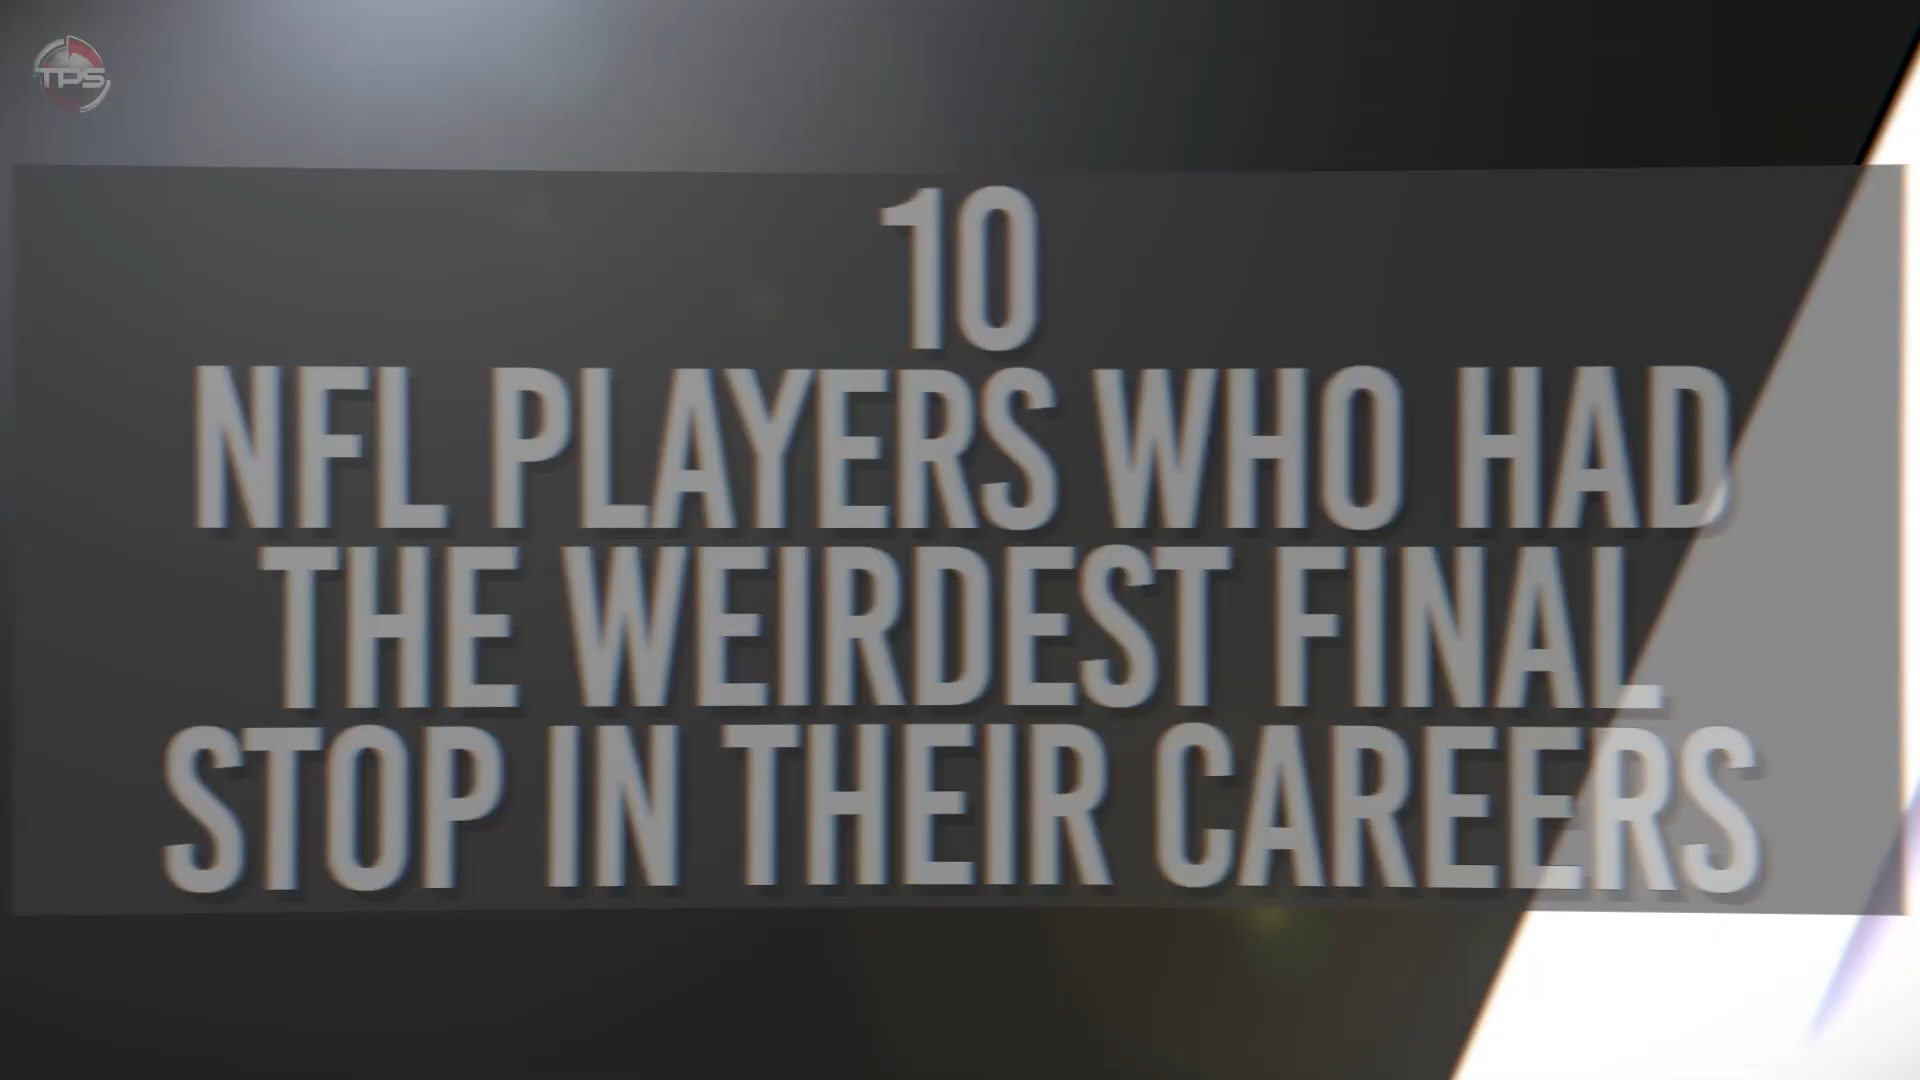 TPS
10
NFL PLAYERS WHO HAD
THE WEIRDEST FINAL
STOP IN THEIR CAREERS